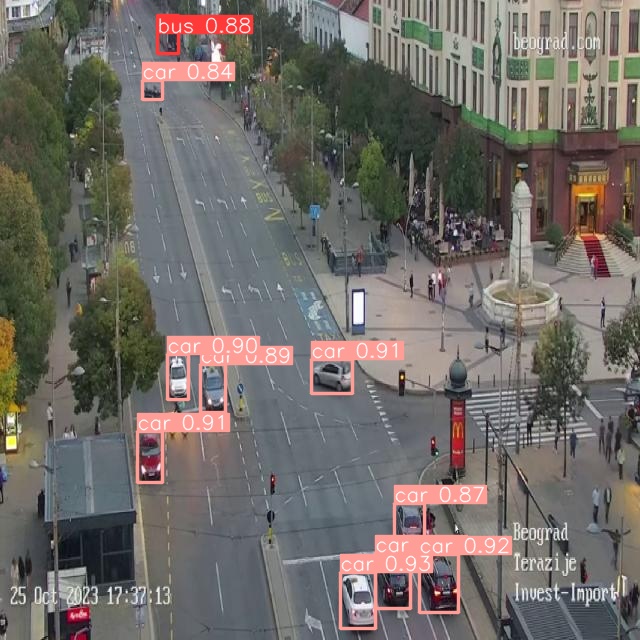 bus 0.88
beograd.com
car 0.84
BUS
car 0.90
0.89
car 0.91
car 0.91
car 0.87
car
car 0.92
car 0.93
Beograd
Terazije
Invest-Import
25 Oct 2023 17:37:13